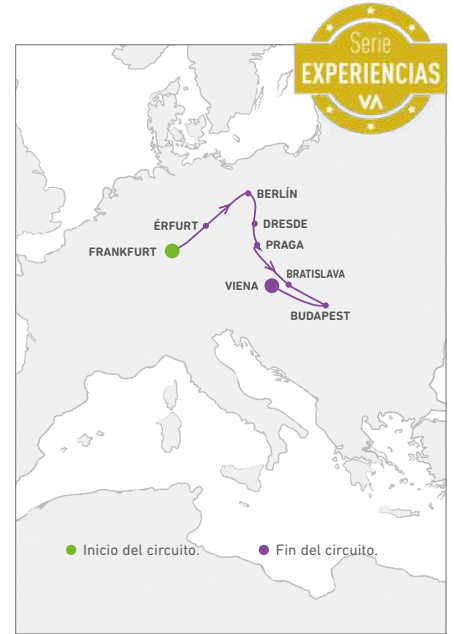 Serie
EXPERIENCIAS
VA
BERLÍN
ÉRFURT
DRESDE
FRANKFURT
PRAGA
VIENA
BRATISLAVA
BUDAPEST
Inicio del circuito.
Fin del circuito.